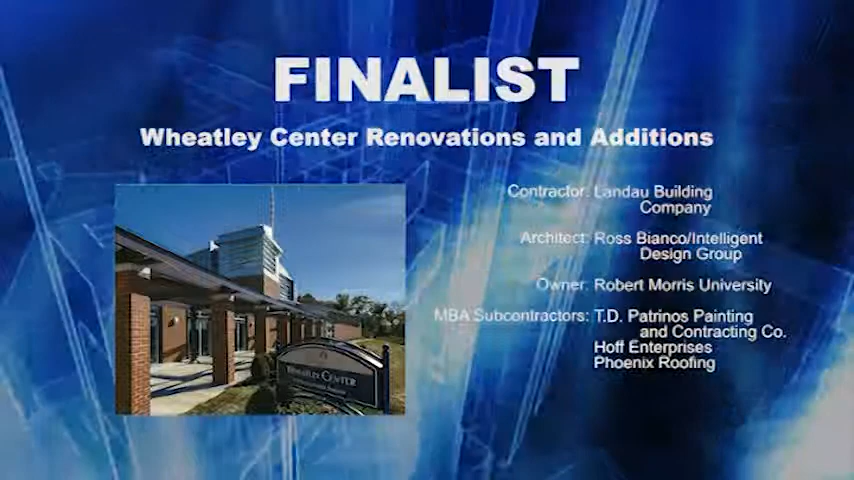 FINALIST
Wheatley Center Renovations and Additions
Contractor: Landau Building
Company
Architect: Ross Bianco/Intelligent
Design Group
Owner: Robert Morris University
MBA Subcontractors: T.D. Patrinos Painting
and Contracting Co.
Hoff Enterprises
Phoenix Roofing
WHEATLEY CENTER